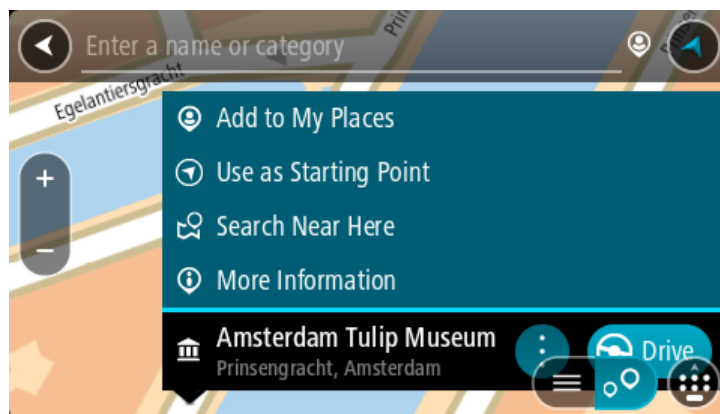 Enter a name or category
Prin
Egelantiersgracht
Add to My Places
Use as Starting Point
Search Near Here
More Information
Amsterdam Tulip Museum
Prinsengracht, Amsterdam
Drive